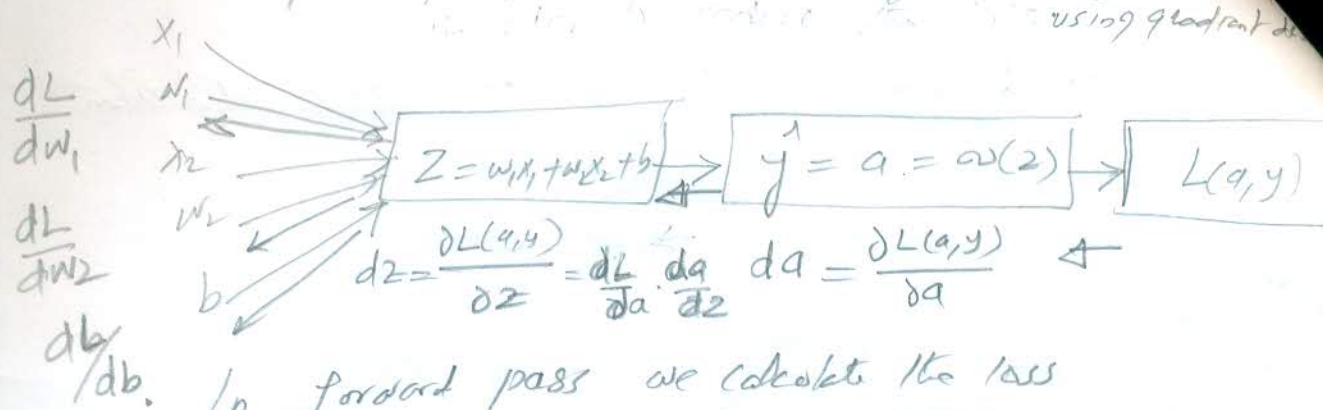 using gradient
x₁
dL/dw₁
w₁
x₂
Z = w₁x₁ + w₂x₂ + b
ŷ = a = ω(z)
L(a,y)
dL/dw₂
w₂
b
dz = ∂L(a,y)/∂z = dL/da · da/dz
da = ∂L(a,y)/∂a
db/db.
In forward pass we calculate the loss